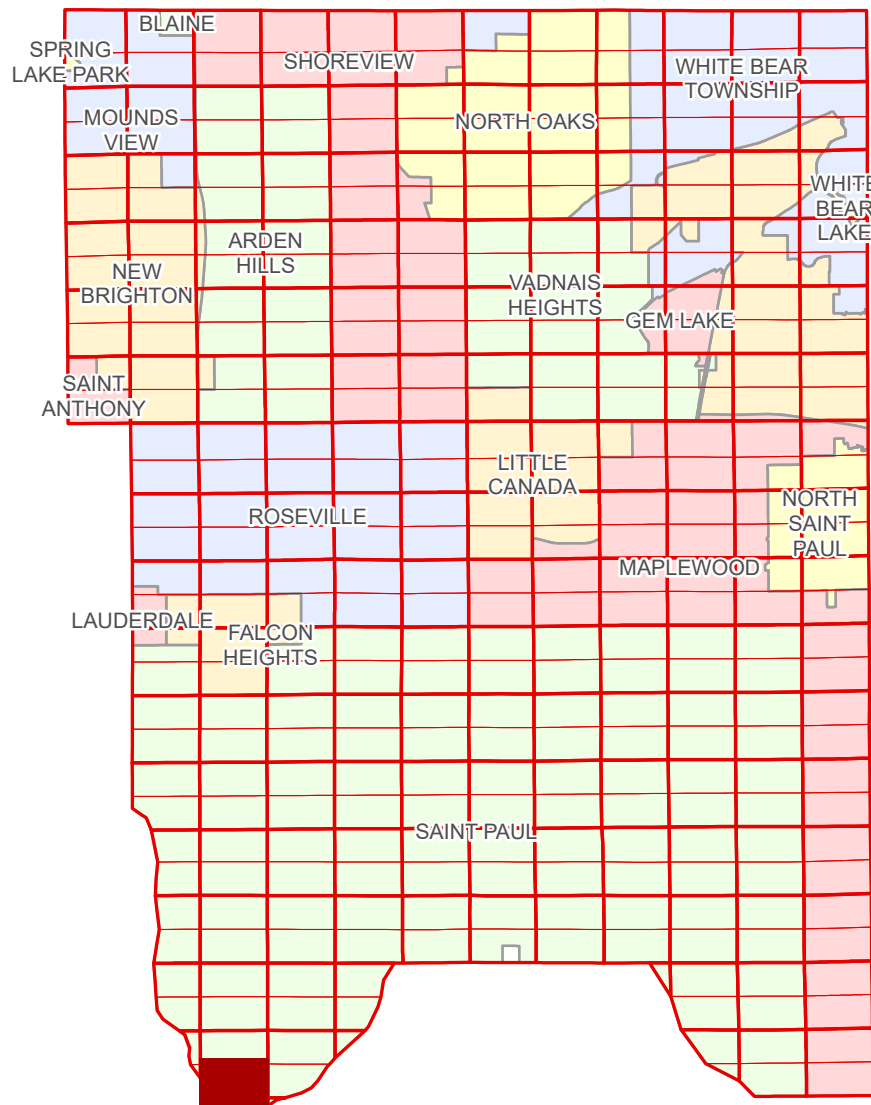 BLAINE
SPRING
LAKE PARK
SHOREVIEW
WHITE BEAR
TOWNSHIP
MOUNDS
VIEW
NORTH OAKS
WHITE
BEAR
LAKE
ARDEN
HILLS
NEW
BRIGHTON
VADNAIS
HEIGHTS
GEM LAKE
SAINT
ANTHONY
LITTLE
CANADA
NORTH
SAINT
PAUL
ROSEVILLE
MAPLEWOOD
LAUDERDALE
FALCON
HEIGHTS
SAINT PAUL